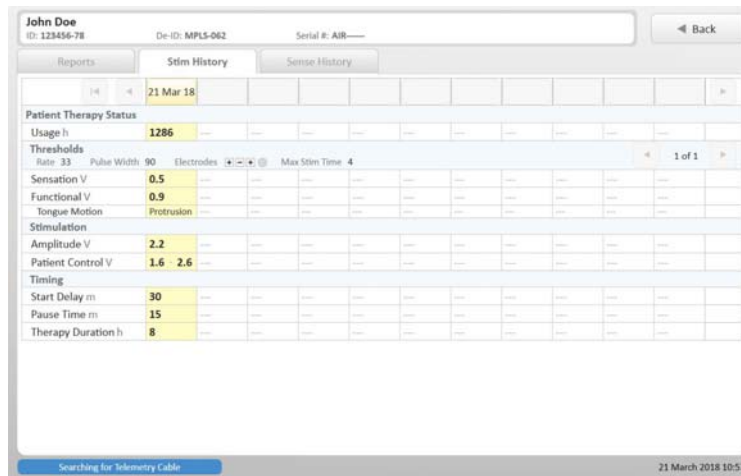 John Doe
ID: 123456-78 De-ID: MPLS-062 Serial #: AIR------
◄ Back
Reports Stim History Sense History
21 Mar 18
Patient Therapy Status
Usage h 1286
Thresholds
Rate 33 Pulse Width 90 Electrodes + - + Max Stim Time 4 1 of 1
Sensation V 0.5
Functional V 0.9
Tongue Motion Protrusion
Stimulation
Amplitude V 2.2
Patient Control V 1.6 - 2.6
Timing
Start Delay m 30
Pause Time m 15
Therapy Duration h 8
Searching for Telemetry Cable 21 March 2018 10:5